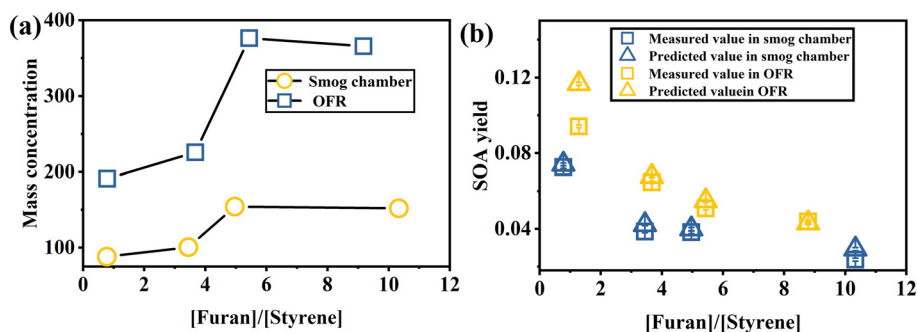 (a)
400
300
200
100
Mass concentration
Smog chamber
OFR
0 2 4 6 8 10 12
[Furan]/[Styrene]
(b)
0.12
0.08
0.04
SOA yield
Measured value in smog chamber
Predicted value in smog chamber
Measured value in OFR
Predicted valuein OFR
0 2 4 6 8 10 12
[Furan]/[Styrene]